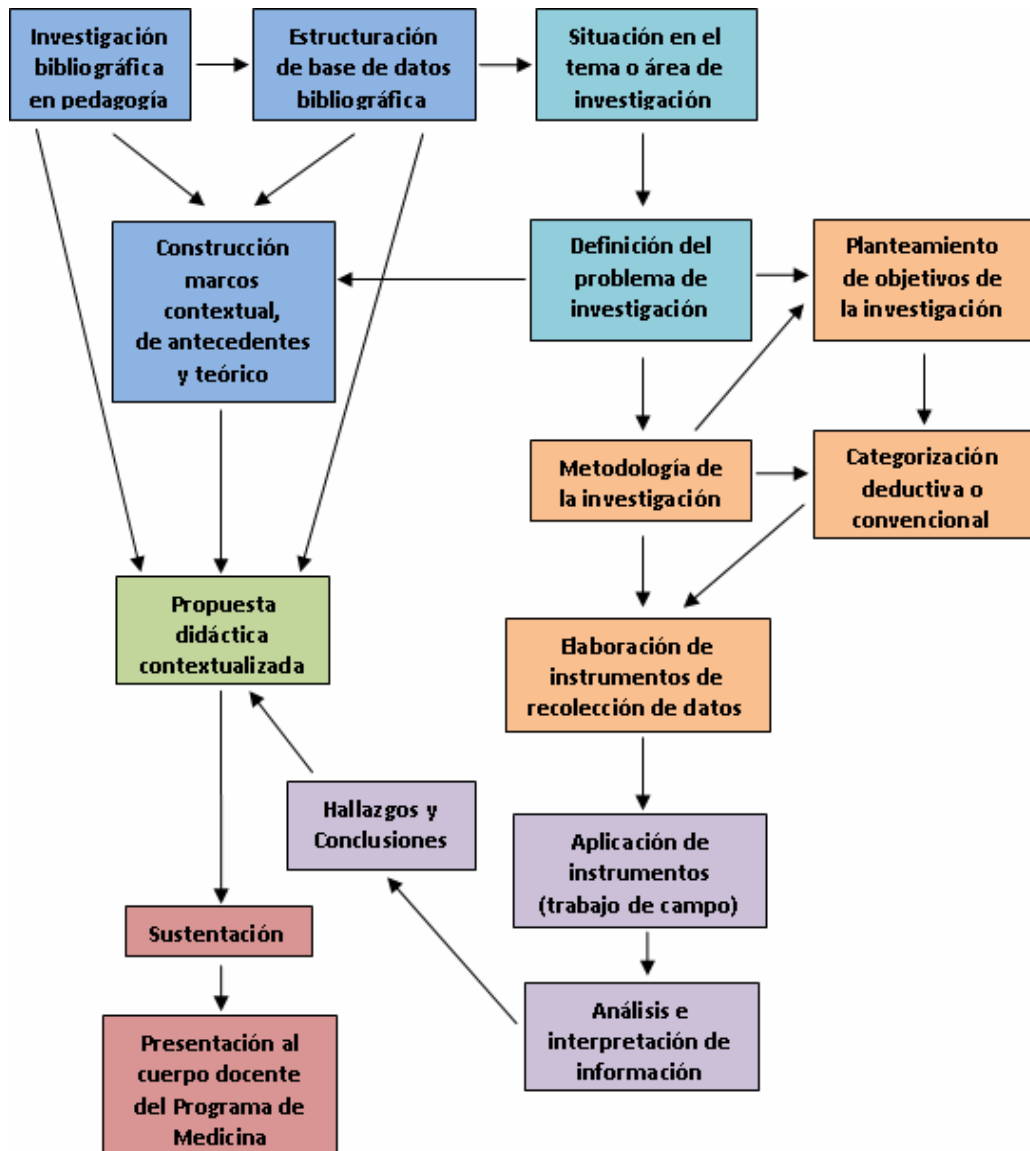 Investigación
bibliográfica
en pedagogía
Estructuración
de base de datos
bibliográfica
Situación en el
tema o área de
investigación
Construcción
marcos
contextual,
de antecedentes
y teórico
Definición del
problema de
investigación
Planteamiento
de objetivos de
la investigación
Metodología de
la investigación
Categorización
deductiva o
convencional
Propuesta
didáctica
contextualizada
Elaboración de
instrumentos de
recolección de datos
Hallazgos y
Conclusiones
Aplicación de
instrumentos
(trabajo de campo)
Sustentación
Análisis e
interpretación de
información
Presentación al
cuerpo docente
del Programa de
Medicina